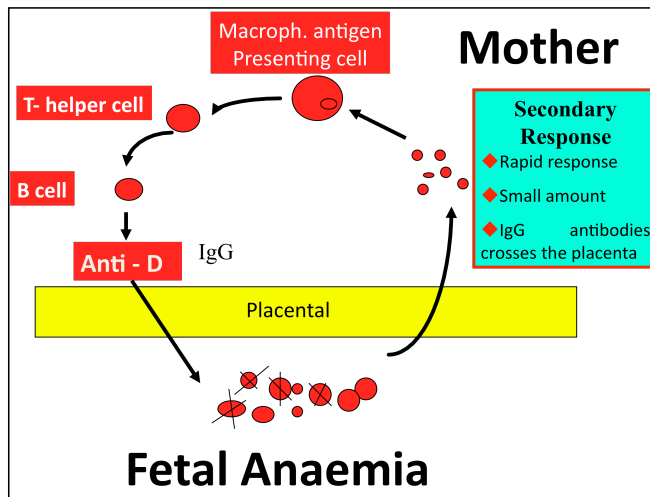 Macroph. antigen
Presenting cell
Mother
T- helper cell
B cell
Anti - D
IgG
Secondary
Response
Rapid response
Small amount
IgG antibodies
crosses the placenta
Placental
Fetal Anaemia